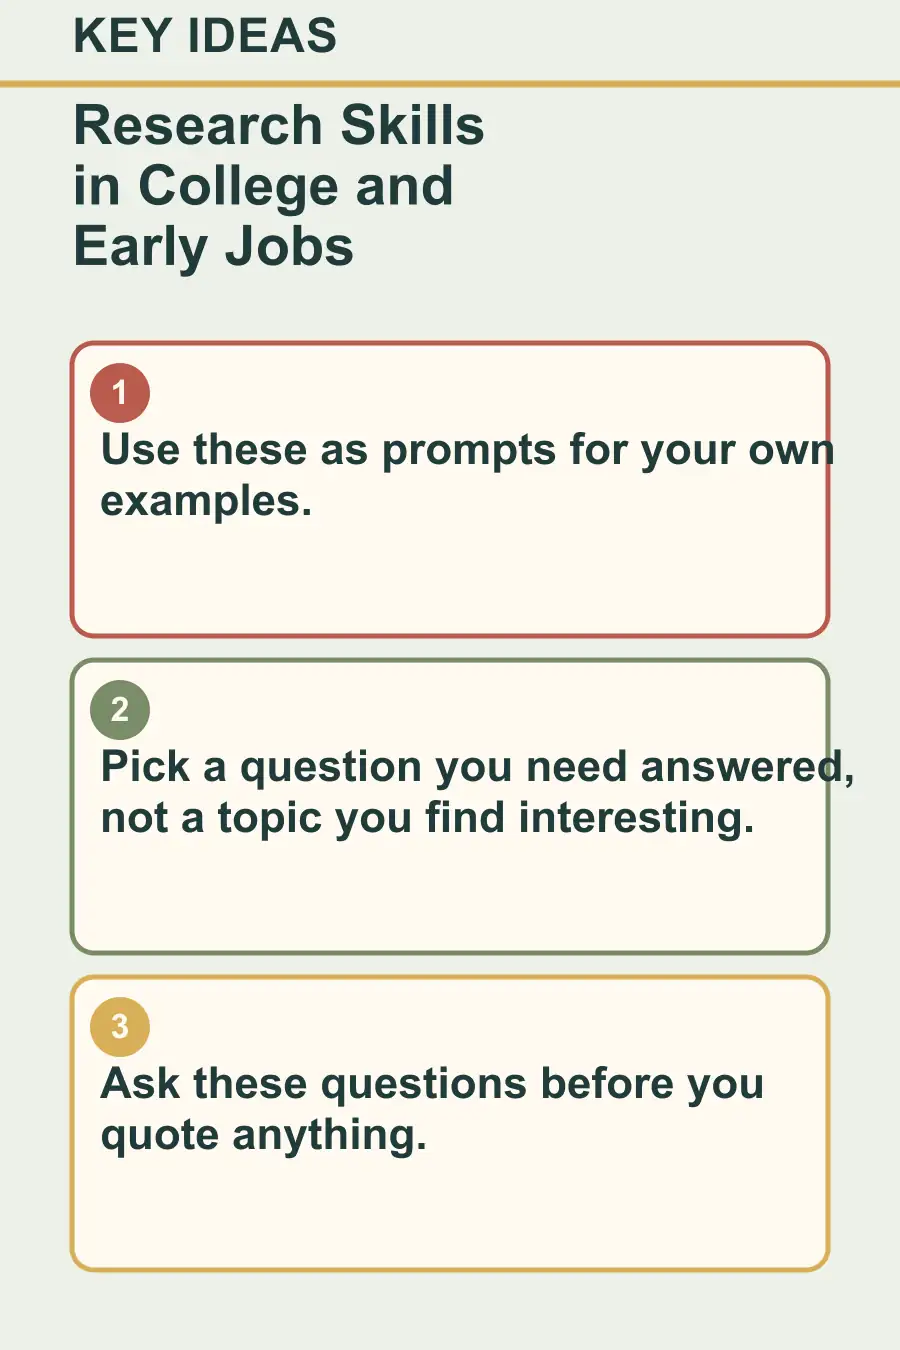 KEY IDEAS
Research Skills
in College and
Early Jobs
1
Use these as prompts for your own
examples.
2
Pick a question you need answered,
not a topic you find interesting.
3
Ask these questions before you
quote anything.